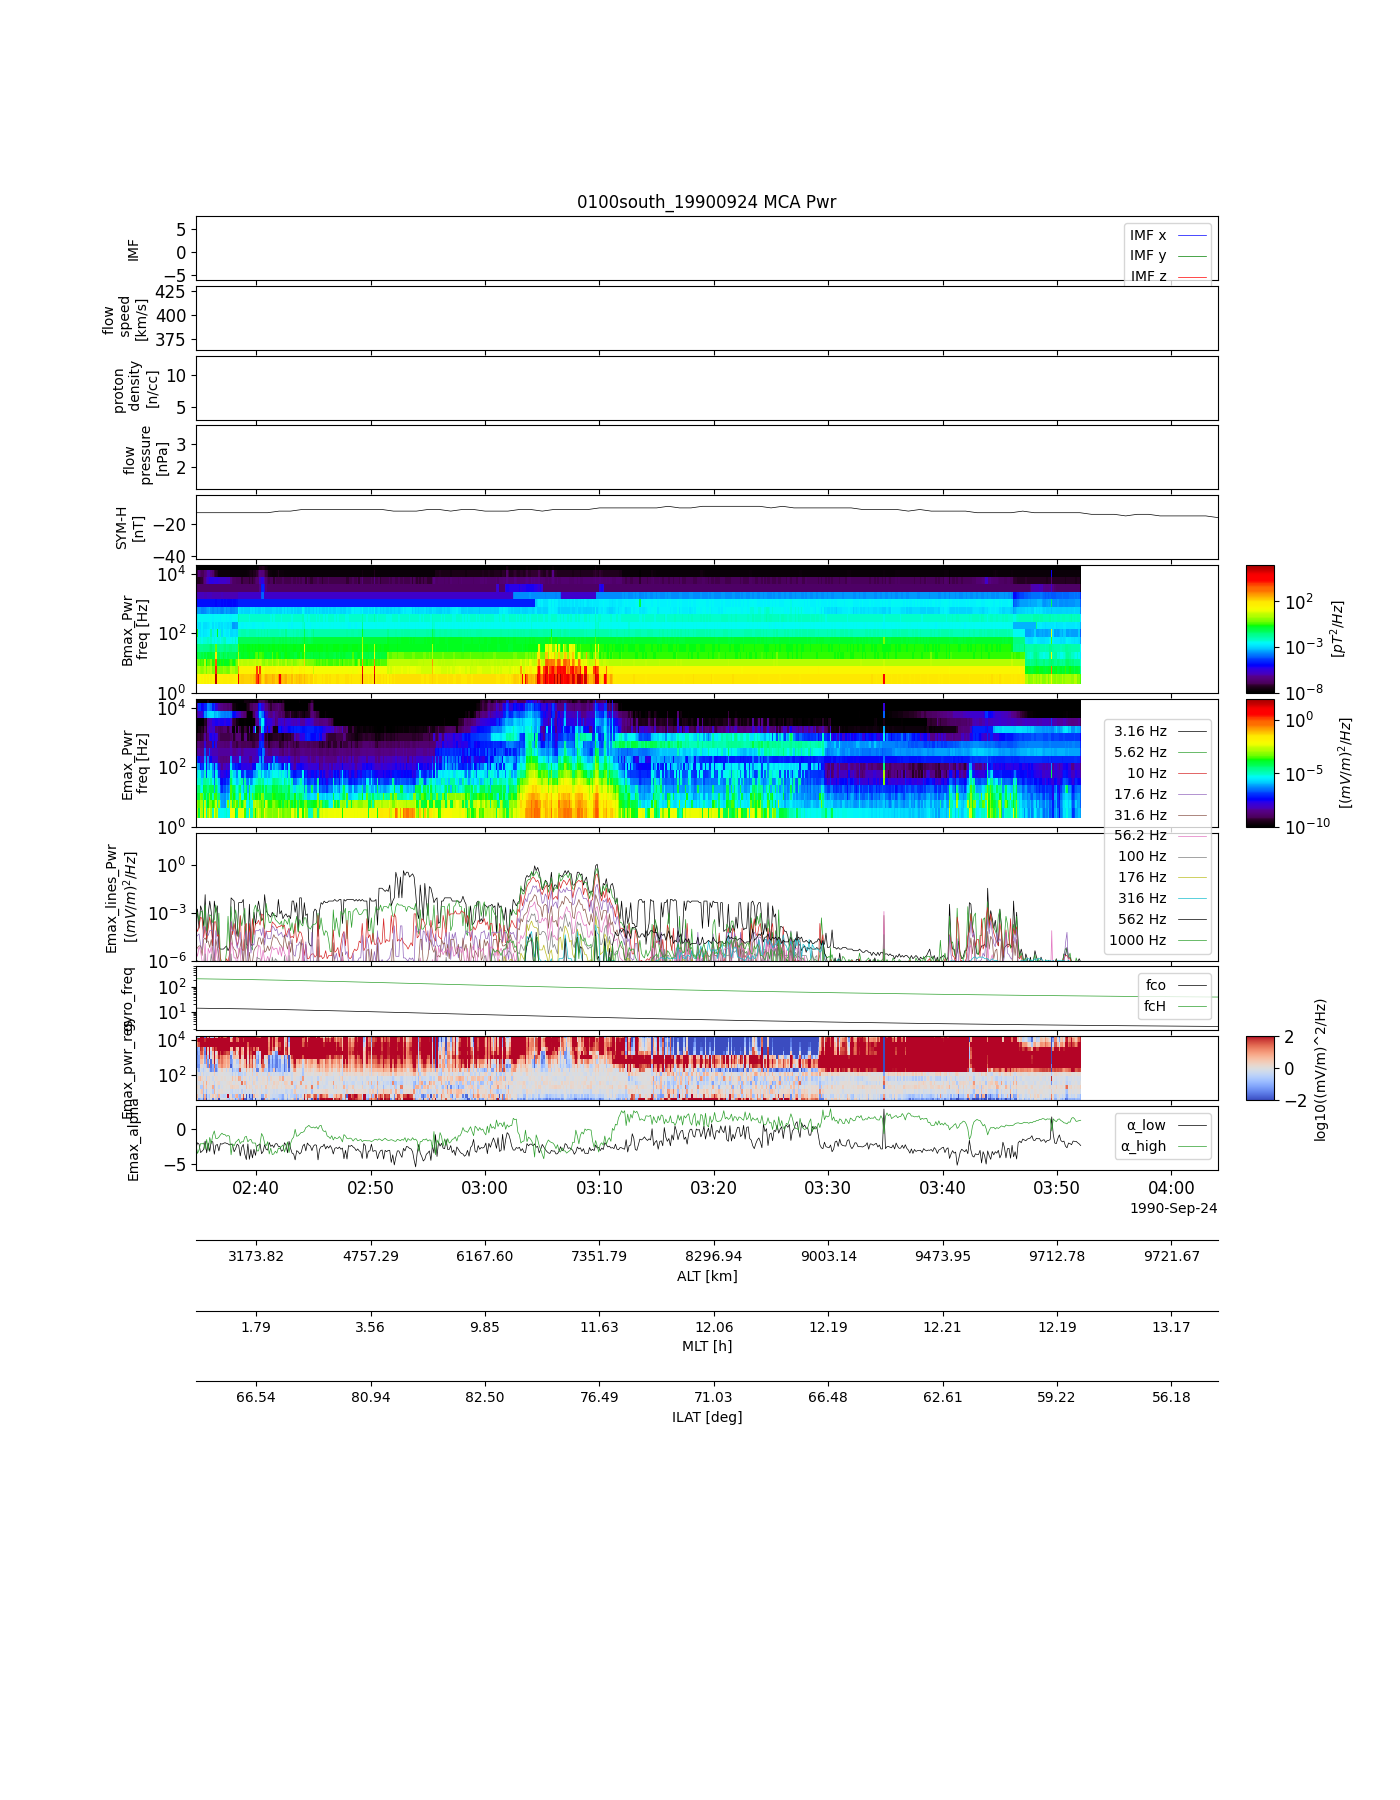 0100south_19900924 MCA Pwr
IMF
5
0
−5
IMF x
IMF y
IMF z
flow
speed
[km/s]
425
400
375
proton
density
[n/cc]
10
5
flow
pressure
[nPa]
3
2
SYM-H
[nT]
−20
−40
Bmax_Pwr
freq [Hz]
10^4
10^2
10^0
10^2
10^−3
10^−8
[pT^2/Hz]
Emax_Pwr
freq [Hz]
10^4
10^2
10^0
10^0
10^−5
10^−10
[(mV/m)^2/Hz]
3.16 Hz
5.62 Hz
10 Hz
17.6 Hz
31.6 Hz
56.2 Hz
100 Hz
176 Hz
316 Hz
562 Hz
1000 Hz
Emax_lines_Pwr
[(mV/m)^2/Hz]
10^0
10^−3
10^−6
gyro_freq
10^2
10^1
fco
fcH
10^4
10^2
2
0
−2
log10((mV/m)^2/Hz)
Emax_alpha
0
−5
α_low
α_high
02:40 02:50 03:00 03:10 03:20 03:30 03:40 03:50 04:00
1990-Sep-24
3173.82 4757.29 6167.60 7351.79 8296.94 9003.14 9473.95 9712.78 9721.67
ALT [km]
1.79 3.56 9.85 11.63 12.06 12.19 12.21 12.19 13.17
MLT [h]
66.54 80.94 82.50 76.49 71.03 66.48 62.61 59.22 56.18
ILAT [deg]